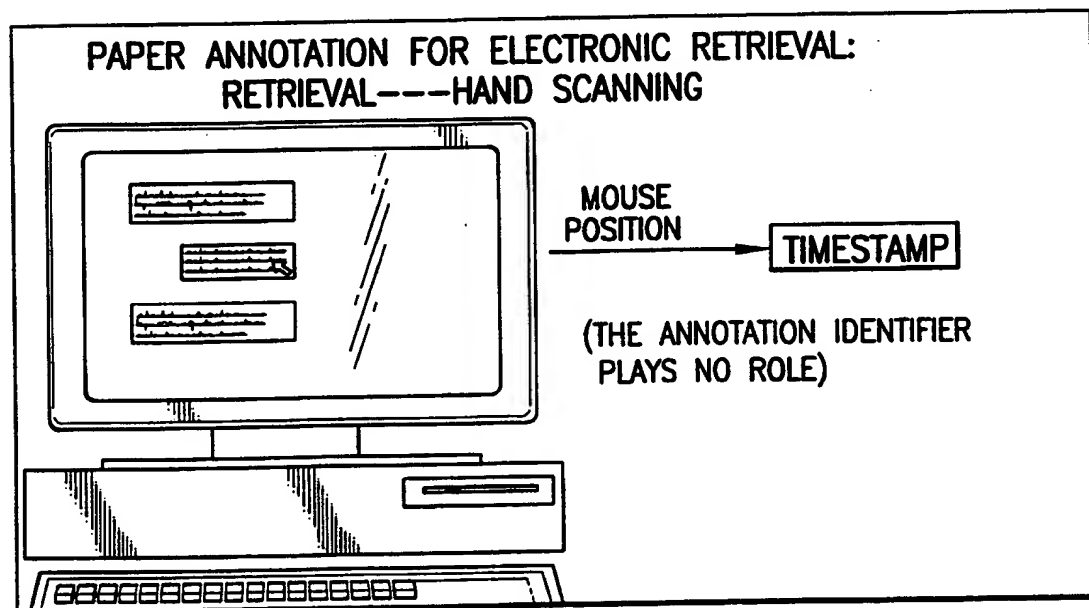 PAPER ANNOTATION FOR ELECTRONIC RETRIEVAL:
RETRIEVAL---HAND SCANNING
MOUSE
POSITION
TIMESTAMP
(THE ANNOTATION IDENTIFIER
PLAYS NO ROLE)